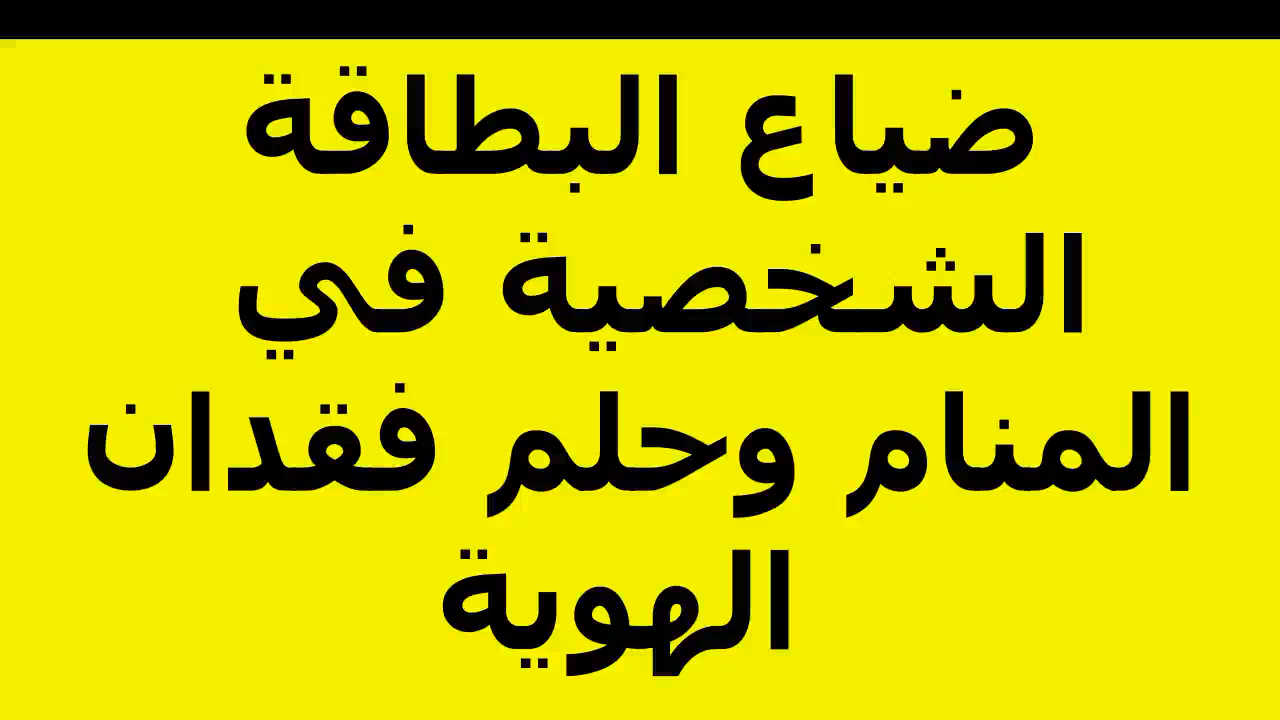 ضياع البطاقة
الشخصية في
المنام وحلم فقدان
الهوية